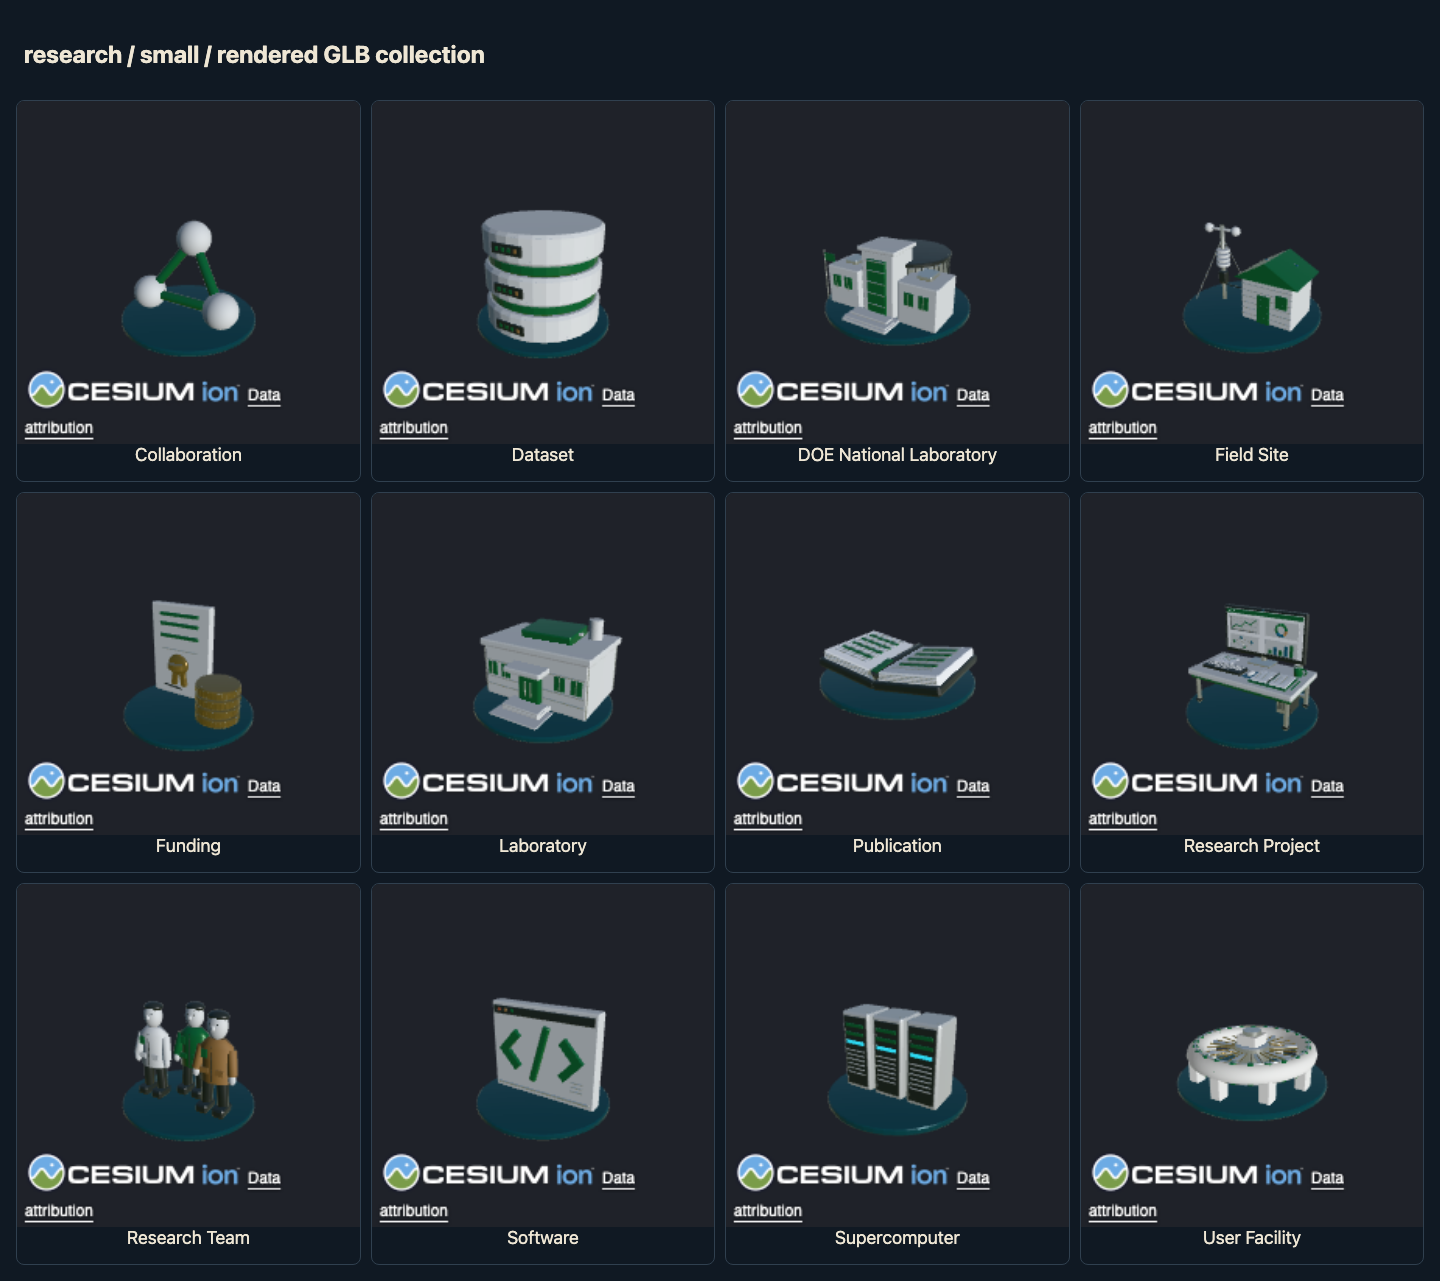 research / small / rendered GLB collection
CESIUM ion Data
attribution
Collaboration
CESIUM ion Data
attribution
Dataset
CESIUM ion Data
attribution
DOE National Laboratory
CESIUM ion Data
attribution
Field Site
CESIUM ion Data
attribution
Funding
CESIUM ion Data
attribution
Laboratory
CESIUM ion Data
attribution
Publication
CESIUM ion Data
attribution
Research Project
CESIUM ion Data
attribution
Research Team
</>
CESIUM ion Data
attribution
Software
CESIUM ion Data
attribution
Supercomputer
CESIUM ion Data
attribution
User Facility